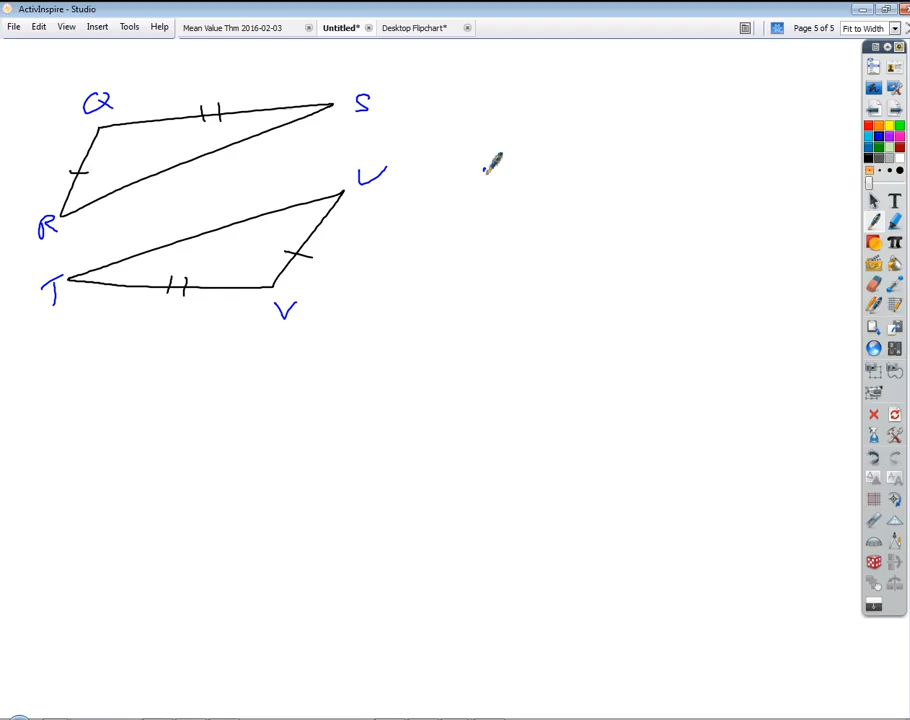 ActivInspire - Studio
File Edit View Insert Tools Help Mean Value Thm 2016-02-03 Untitled* Desktop Flipchart* Page 5 of 5 Fit to Width
Q
S
U
R
T
V
T